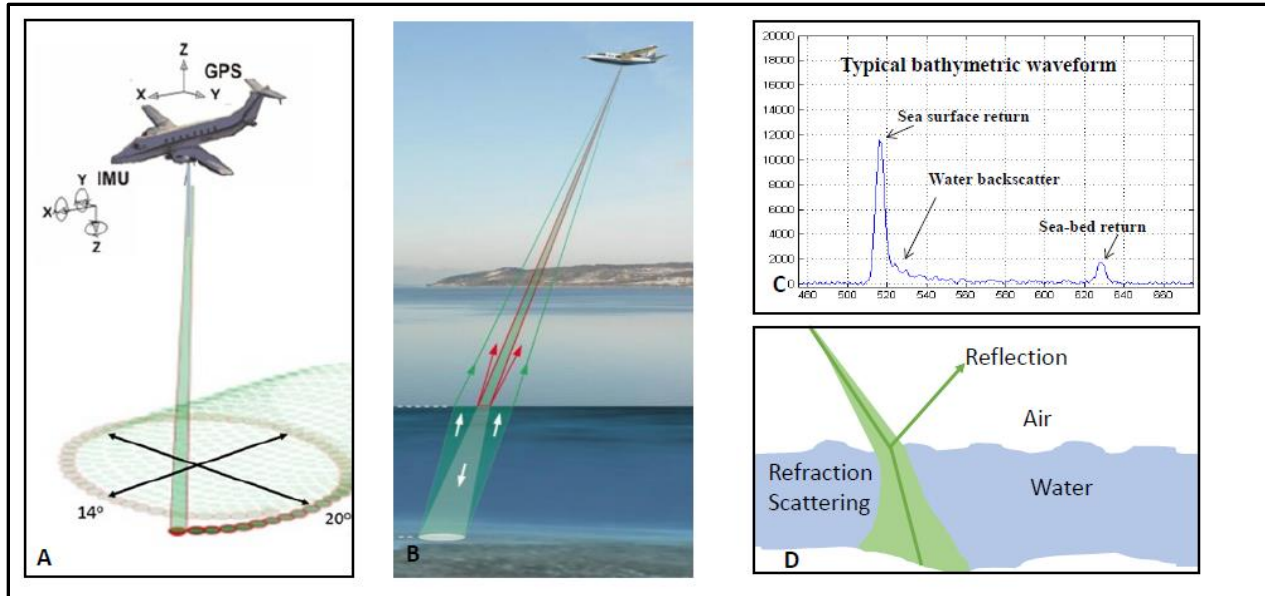 Z
GPS
X
Y
IMU
Y
X
Z
14°
20°
A
B
20000
18000
16000
14000
12000
10000
8000
6000
4000
2000
0
480
500
520
540
560
580
600
620
640
660
Typical bathymetric waveform
Sea surface return
Water backscatter
Sea-bed return
C
Reflection
Air
Refraction
Scattering
Water
D